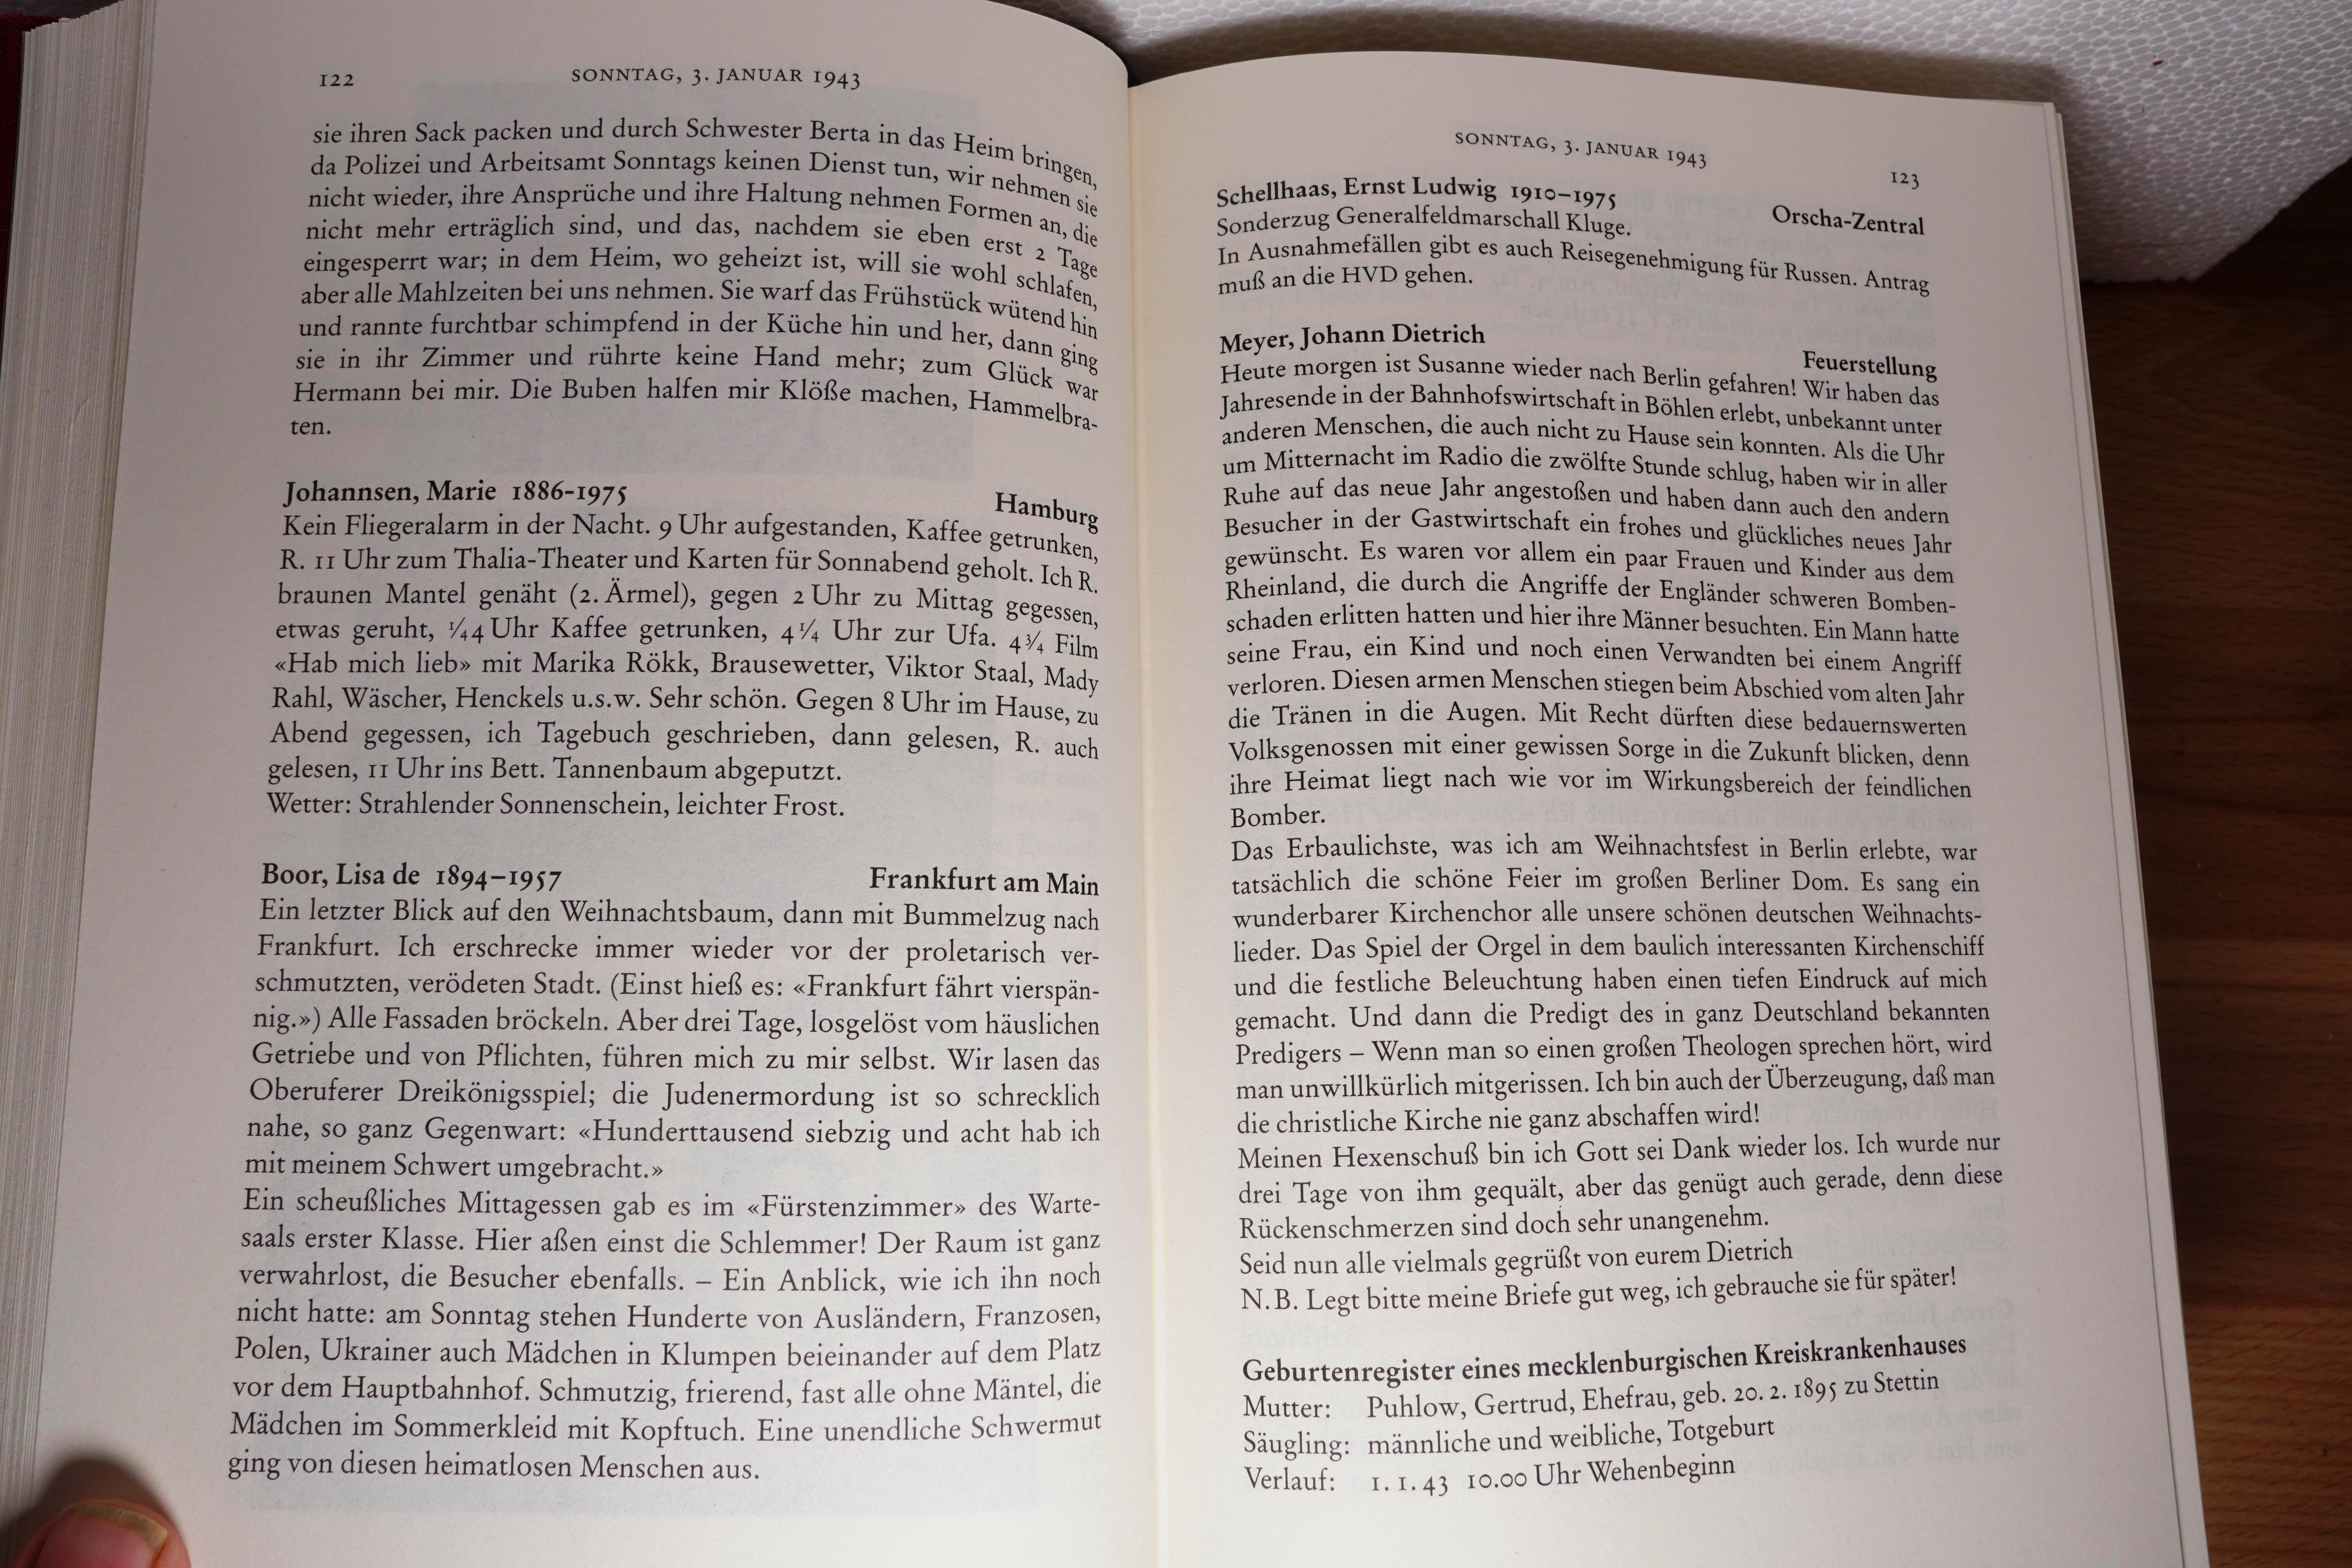 122
SONNTAG, 3. JANUAR 1943
sie ihren Sack packen und durch Schwester Berta in das Heim bringen,
da Polizei und Arbeitsamt Sonntags keinen Dienst tun, wir nehmen sie
nicht wieder, ihre Ansprüche und ihre Haltung nehmen Formen an, die
nicht mehr erträglich sind, und das, nachdem sie eben erst 2 Tage
eingesperrt war; in dem Heim, wo geheizt ist, will sie wohl schlafen,
aber alle Mahlzeiten bei uns nehmen. Sie warf das Frühstück wütend hin
und rannte furchtbar schimpfend in der Küche hin und her, dann ging
sie in ihr Zimmer und rührte keine Hand mehr; zum Glück war
Hermann bei mir. Die Buben halfen mir Klöße machen, Hammelbra-
ten.
Johannsen, Marie 1886-1975 Hamburg
Kein Fliegeralarm in der Nacht. 9 Uhr aufgestanden, Kaffee getrunken,
R. 11 Uhr zum Thalia-Theater und Karten für Sonnabend geholt. Ich R.
braunen Mantel genäht (2. Ärmel), gegen 2 Uhr zu Mittag gegessen,
etwas geruht, ¼4 Uhr Kaffee getrunken, 4¼ Uhr zur Ufa. 4¾ Film
«Hab mich lieb» mit Marika Rökk, Brausewetter, Viktor Staal, Mady
Rahl, Wäscher, Henckels u.s.w. Sehr schön. Gegen 8 Uhr im Hause, zu
Abend gegessen, ich Tagebuch geschrieben, dann gelesen, R. auch
gelesen, 11 Uhr ins Bett. Tannenbaum abgeputzt.
Wetter: Strahlender Sonnenschein, leichter Frost.
Boor, Lisa de 1894–1957 Frankfurt am Main
Ein letzter Blick auf den Weihnachtsbaum, dann mit Bummelzug nach
Frankfurt. Ich erschrecke immer wieder vor der proletarisch ver-
schmutzten, verödeten Stadt. (Einst hieß es: «Frankfurt fährt vierspän-
nig.») Alle Fassaden bröckeln. Aber drei Tage, losgelöst vom häuslichen
Getriebe und von Pflichten, führen mich zu mir selbst. Wir lasen das
Oberuferer Dreikönigsspiel; die Judenermordung ist so schrecklich
nahe, so ganz Gegenwart: «Hunderttausend siebzig und acht hab ich
mit meinem Schwert umgebracht.»
Ein scheußliches Mittagessen gab es im «Fürstenzimmer» des Warte-
saals erster Klasse. Hier aßen einst die Schlemmer! Der Raum ist ganz
verwahrlost, die Besucher ebenfalls. – Ein Anblick, wie ich ihn noch
nicht hatte: am Sonntag stehen Hunderte von Ausländern, Franzosen,
Polen, Ukrainer auch Mädchen in Klumpen beieinander auf dem Platz
vor dem Hauptbahnhof. Schmutzig, frierend, fast alle ohne Mäntel, die
Mädchen im Sommerkleid mit Kopftuch. Eine unendliche Schwermut
ging von diesen heimatlosen Menschen aus.
SONNTAG, 3. JANUAR 1943
123
Schellhaas, Ernst Ludwig 1910–1975 Orscha-Zentral
Sonderzug Generalfeldmarschall Kluge.
In Ausnahmefällen gibt es auch Reisegenehmigung für Russen. Antrag
muß an die HVD gehen.
Meyer, Johann Dietrich Feuerstellung
Heute morgen ist Susanne wieder nach Berlin gefahren! Wir haben das
Jahresende in der Bahnhofswirtschaft in Böhlen erlebt, unbekannt unter
anderen Menschen, die auch nicht zu Hause sein konnten. Als die Uhr
um Mitternacht im Radio die zwölfte Stunde schlug, haben wir in aller
Ruhe auf das neue Jahr angestoßen und haben dann auch den andern
Besucher in der Gastwirtschaft ein frohes und glückliches neues Jahr
gewünscht. Es waren vor allem ein paar Frauen und Kinder aus dem
Rheinland, die durch die Angriffe der Engländer schweren Bomben-
schaden erlitten hatten und hier ihre Männer besuchten. Ein Mann hatte
seine Frau, ein Kind und noch einen Verwandten bei einem Angriff
verloren. Diesen armen Menschen stiegen beim Abschied vom alten Jahr
die Tränen in die Augen. Mit Recht dürften diese bedauernswerten
Volksgenossen mit einer gewissen Sorge in die Zukunft blicken, denn
ihre Heimat liegt nach wie vor im Wirkungsbereich der feindlichen
Bomber.
Das Erbaulichste, was ich am Weihnachtsfest in Berlin erlebte, war
tatsächlich die schöne Feier im großen Berliner Dom. Es sang ein
wunderbarer Kirchenchor alle unsere schönen deutschen Weihnachts-
lieder. Das Spiel der Orgel in dem baulich interessanten Kirchenschiff
und die festliche Beleuchtung haben einen tiefen Eindruck auf mich
gemacht. Und dann die Predigt des in ganz Deutschland bekannten
Predigers – Wenn man so einen großen Theologen sprechen hört, wird
man unwillkürlich mitgerissen. Ich bin auch der Überzeugung, daß man
die christliche Kirche nie ganz abschaffen wird!
Meinen Hexenschuß bin ich Gott sei Dank wieder los. Ich wurde nur
drei Tage von ihm gequält, aber das genügt auch gerade, denn diese
Rückenschmerzen sind doch sehr unangenehm.
Seid nun alle vielmals gegrüßt von eurem Dietrich
N.B. Legt bitte meine Briefe gut weg, ich gebrauche sie für später!
Geburtenregister eines mecklenburgischen Kreiskrankenhauses
Mutter: Puhlow, Gertrud, Ehefrau, geb. 20. 2. 1895 zu Stettin
Säugling: männliche und weibliche, Totgeburt
Verlauf: 1. 1. 43 10.00 Uhr Wehenbeginn